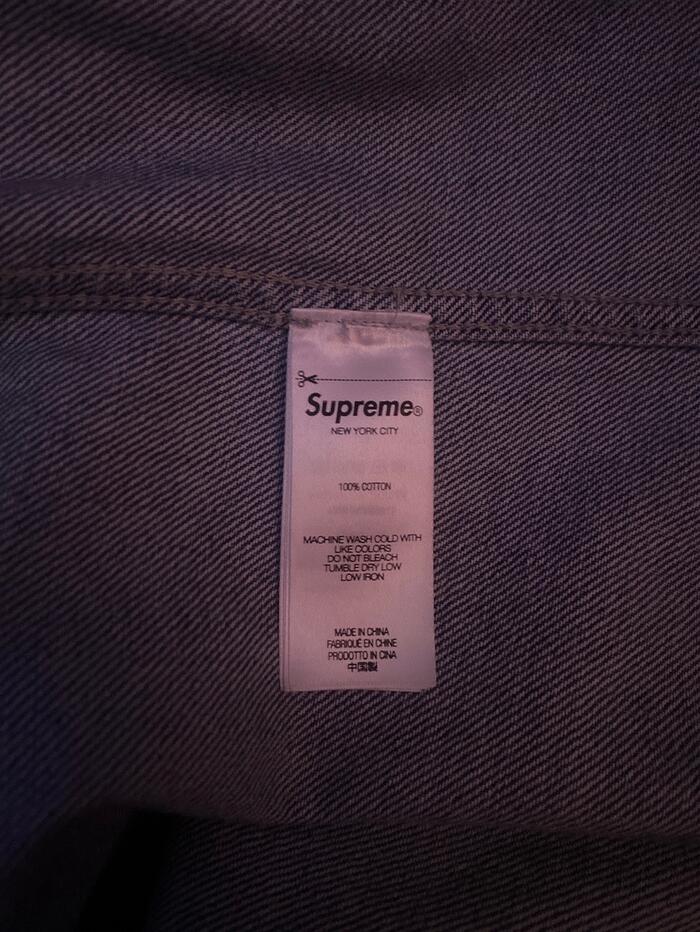 Supreme®
NEW YORK CITY
100% COTTON
MACHINE WASH COLD WITH
LIKE COLORS
DO NOT BLEACH
TUMBLE DRY LOW
LOW IRON
MADE IN CHINA
FABRIQUÉ EN CHINE
PRODOTTO IN CINA
中国製